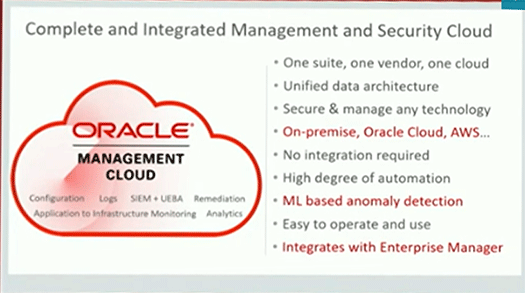 Complete and Integrated Management and Security Cloud
ORACLE®
MANAGEMENT
CLOUD
Configuration Logs SIEM + UEBA Remediation
Application to Infrastructure Monitoring Analytics
• One suite, one vendor, one cloud
• Unified data architecture
• Secure & manage any technology
• On-premise, Oracle Cloud, AWS...
• No integration required
• High degree of automation
• ML based anomaly detection
• Easy to operate and use
• Integrates with Enterprise Manager